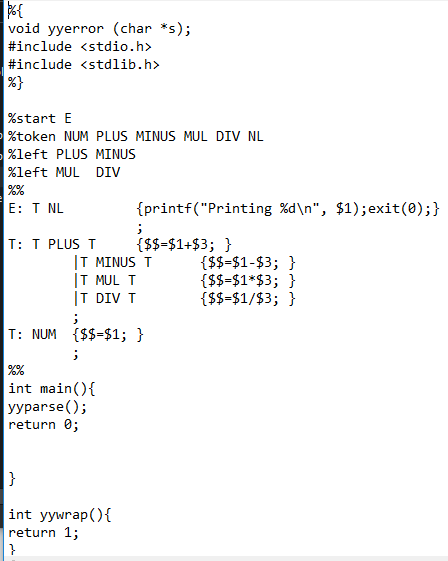 %{
void yyerror (char *s);
#include <stdio.h>
#include <stdlib.h>
%}

%start E
%token NUM PLUS MINUS MUL DIV NL
%left PLUS MINUS
%left MUL  DIV
%%
E: T NL         {printf("Printing %d\n", $1);exit(0);}
                ;
T: T PLUS T     {$$=$1+$3; }
        |T MINUS T      {$$=$1-$3; }
        |T MUL T        {$$=$1*$3; }
        |T DIV T        {$$=$1/$3; }
        ;
T: NUM  {$$=$1; }
        ;
%%
int main(){
yyparse();
return 0;


}

int yywrap(){
return 1;
}